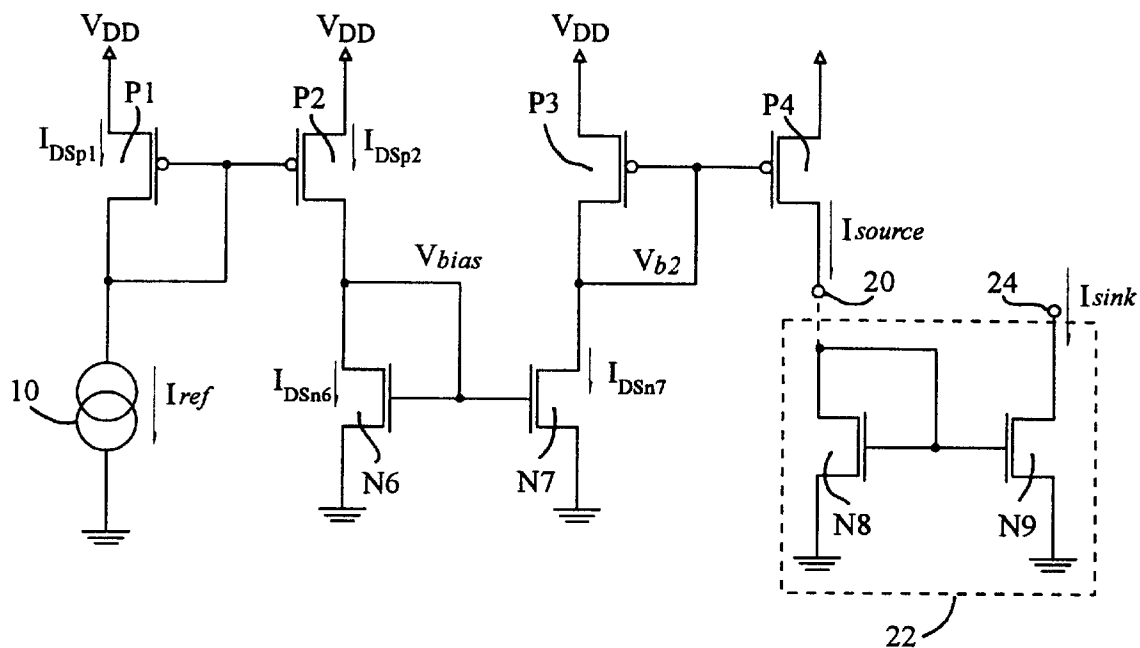 VDD
VDD
VDD
P1
P2
P3
P4
IDSp1
IDSp2
Isource
Vbias
Vb2
20
24
Isink
10
Iref
IDSn6
IDSn7
N6
N7
N8
N9
22